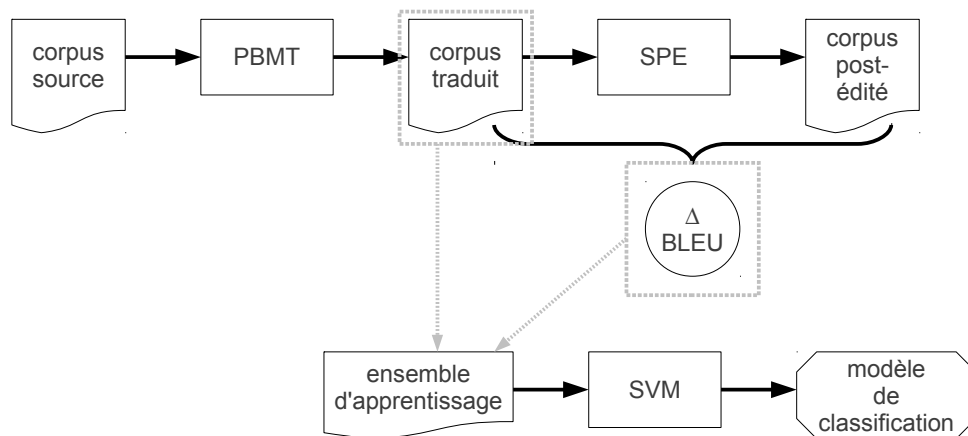 corpus
source
PBMT
corpus
traduit
SPE
corpus
post-
édité
Δ
BLEU
ensemble
d'apprentissage
SVM
modèle
de
classification